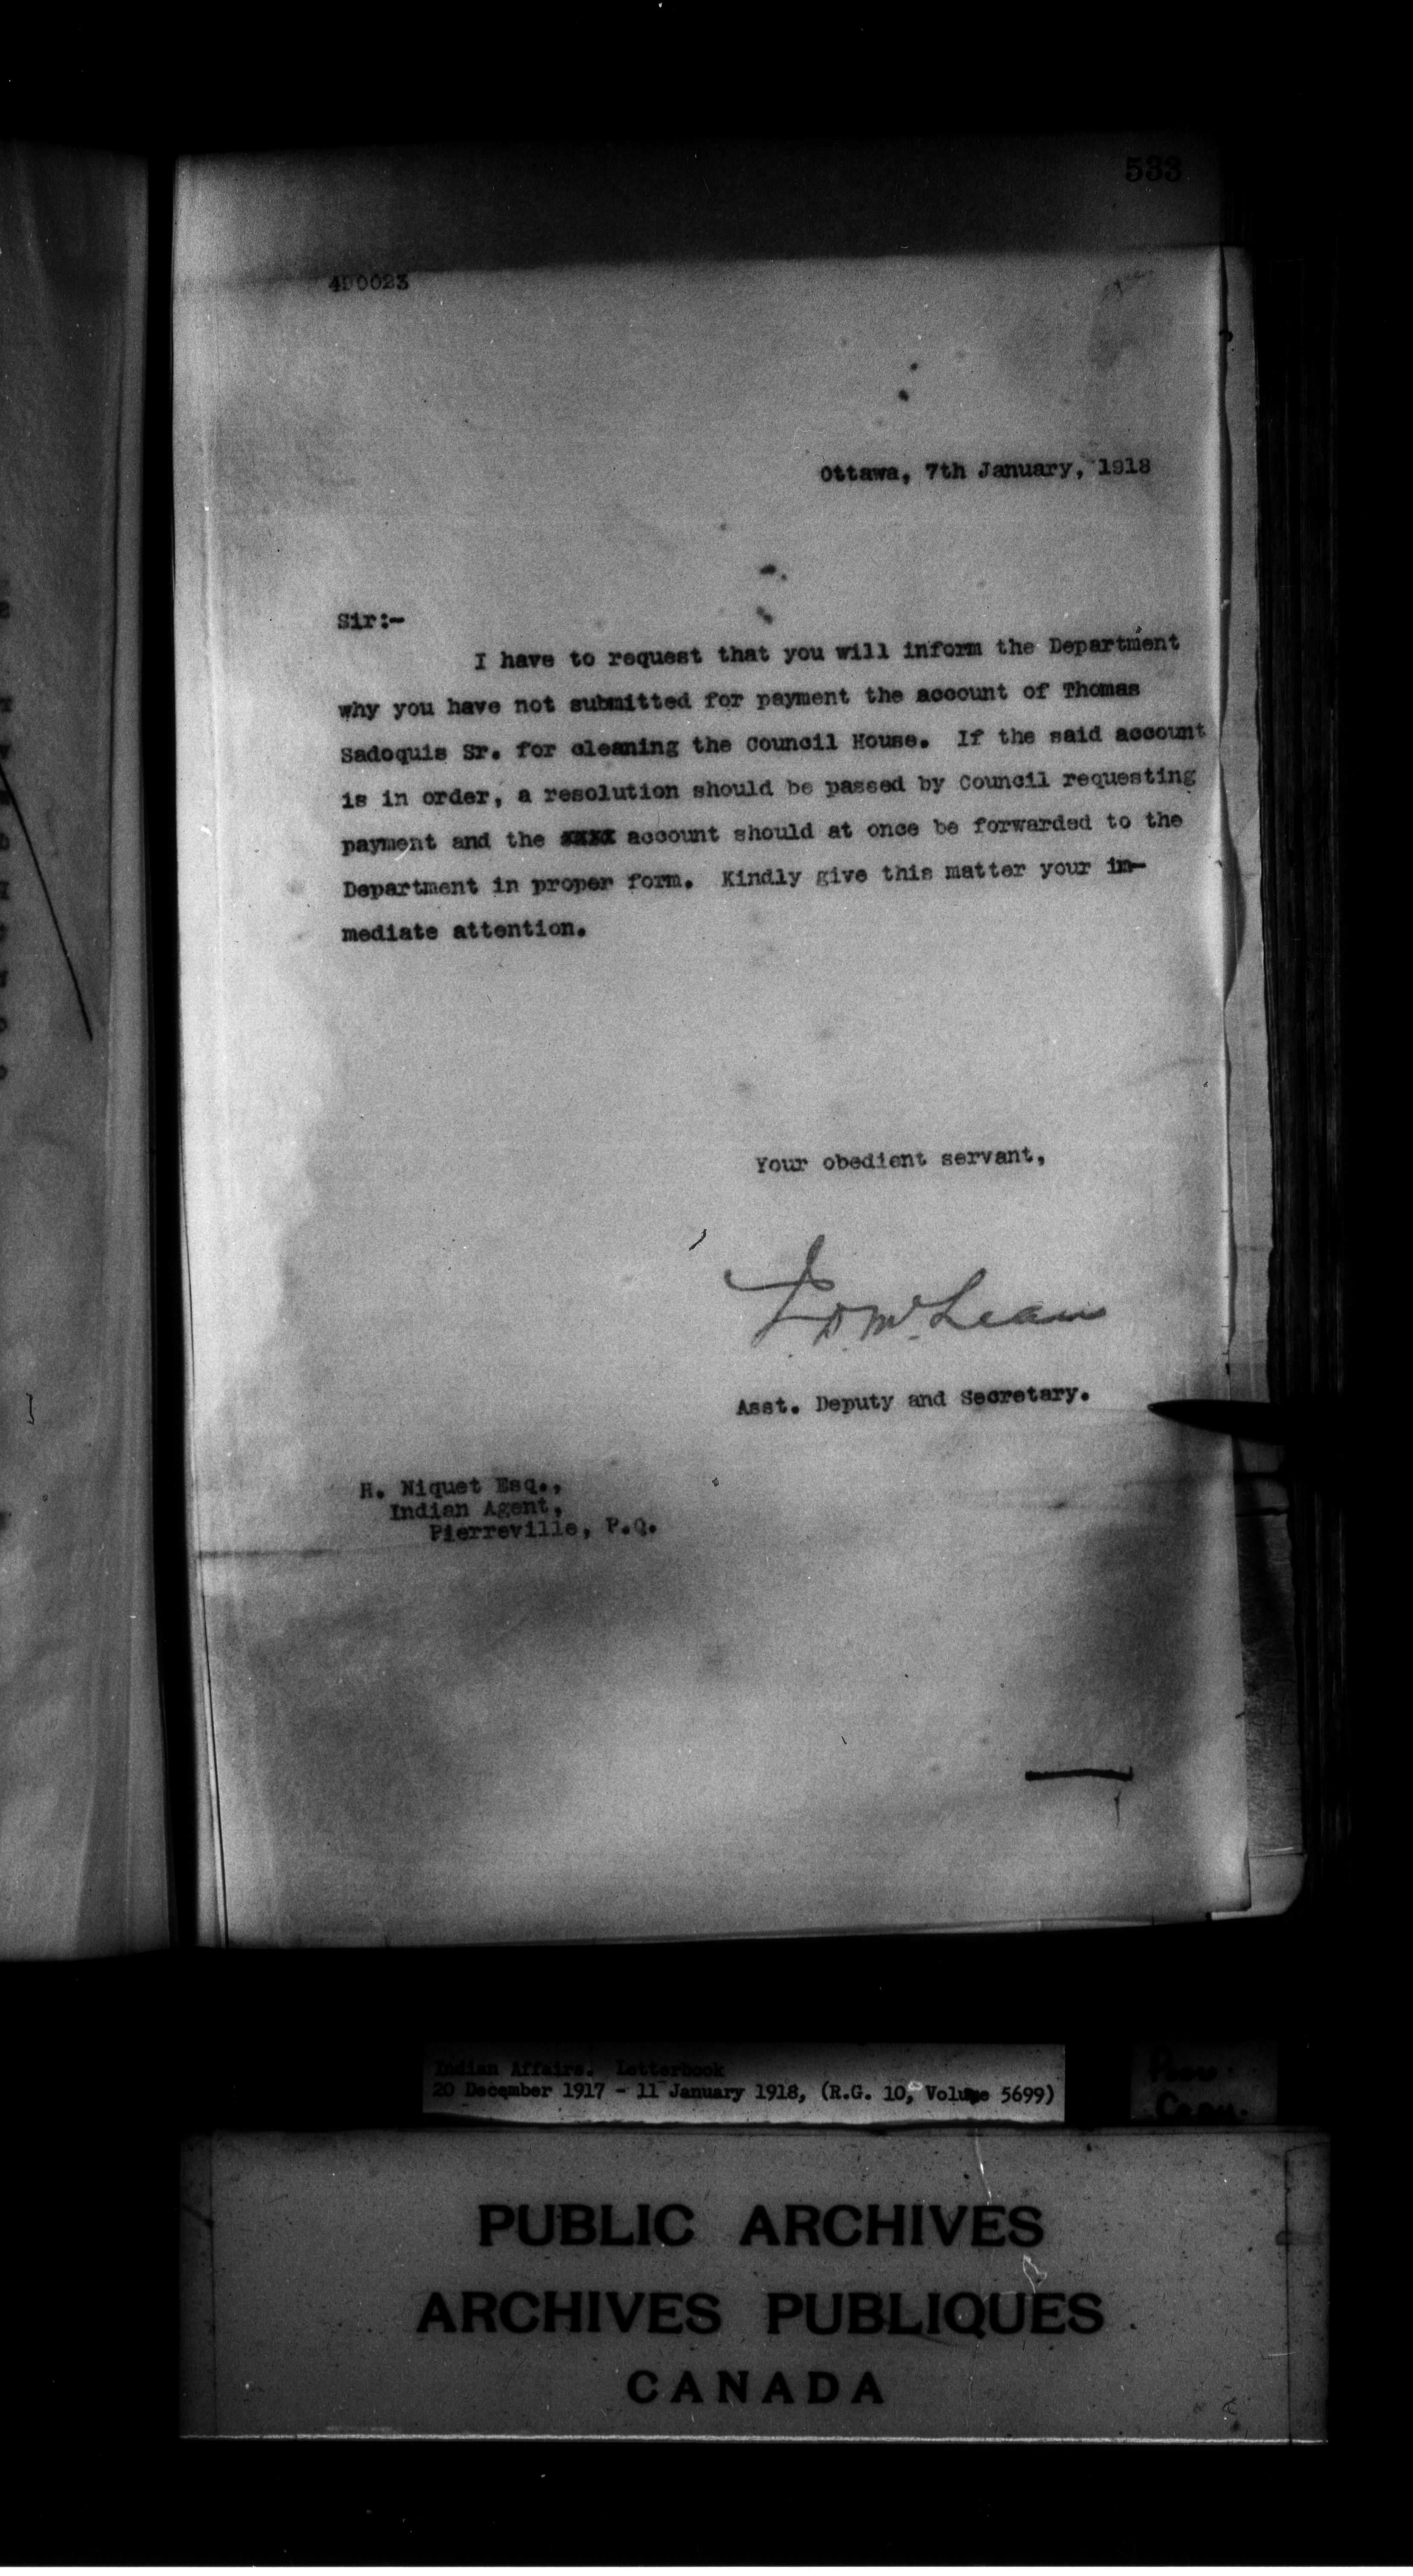 533
4D0023
Ottawa, 7th January, 1918
Sir:-
I have to request that you will inform the Department
why you have not submitted for payment the account of Thomas
Sadoquis Sr. for cleaning the Council House. If the said account
is in order, a resolution should be passed by Council requesting
payment and the xxxx account should at once be forwarded to the
Department in proper form. Kindly give this matter your im-
mediate attention.
Your obedient servant,
J D McLean
Asst. Deputy and Secretary.
H. Niquet Esq.,
Indian Agent,
Pierreville, P.Q.
Indian Affairs. Letterbook
20 December 1917 - 11 January 1918, (R.G. 10, Volume 5699)
PUBLIC ARCHIVES
ARCHIVES PUBLIQUES
CANADA